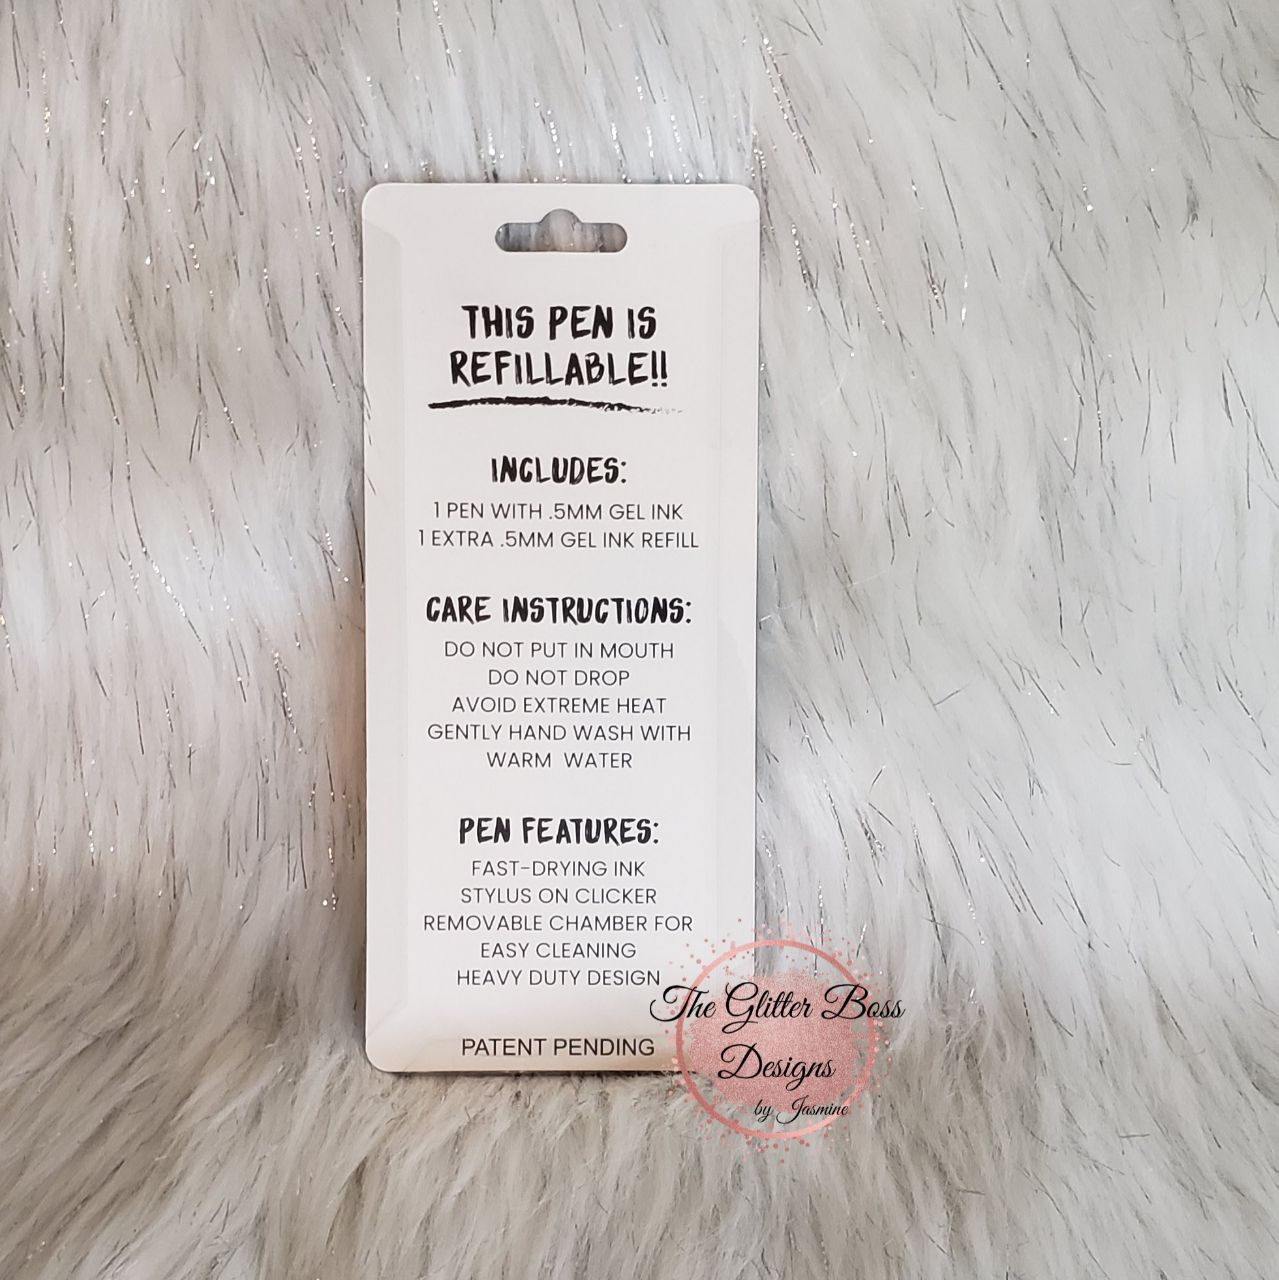 THIS PEN IS
REFILLABLE!!
INCLUDES:
1 PEN WITH .5MM GEL INK
1 EXTRA .5MM GEL INK REFILL
CARE INSTRUCTIONS:
DO NOT PUT IN MOUTH
DO NOT DROP
AVOID EXTREME HEAT
GENTLY HAND WASH WITH
WARM WATER
PEN FEATURES:
FAST-DRYING INK
STYLUS ON CLICKER
REMOVABLE CHAMBER FOR
EASY CLEANING
HEAVY DUTY DESIGN
PATENT PENDING
The Glitter Boss
Designs
by Jasmine